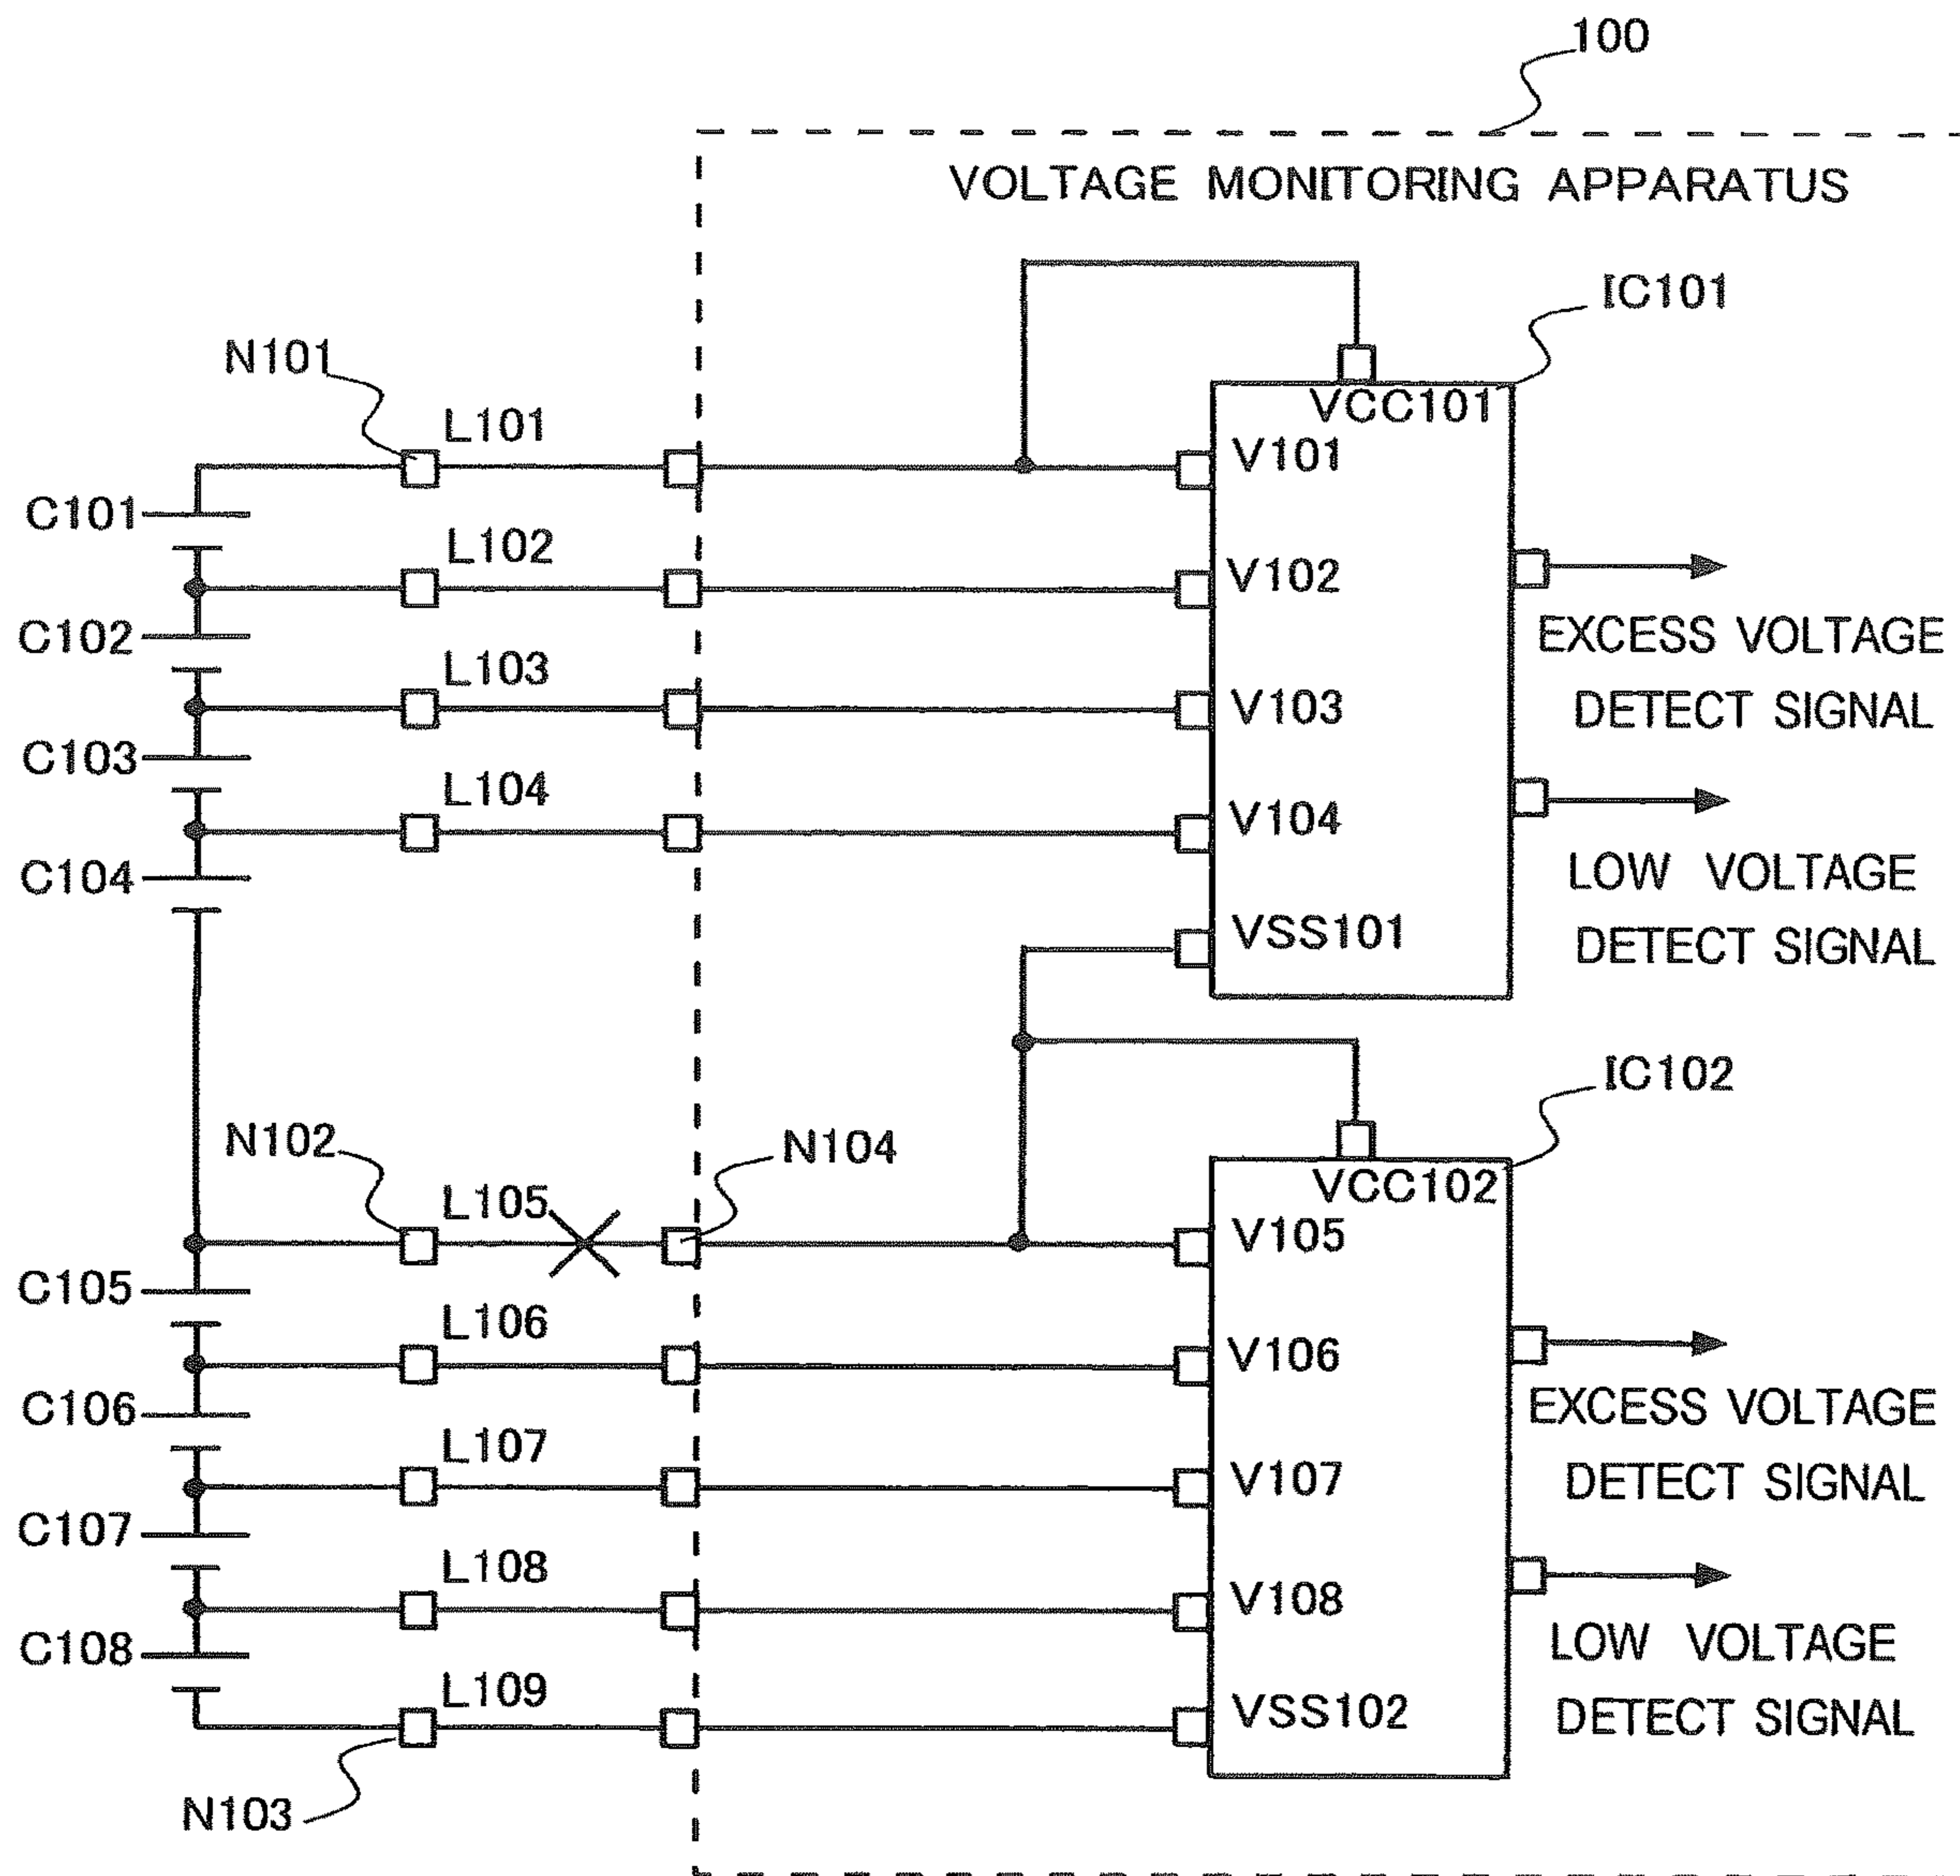 100
VOLTAGE MONITORING APPARATUS
IC101
N101
L101
VCC101
V101
C101
L102
V102
C102
EXCESS VOLTAGE
DETECT SIGNAL
L103
V103
C103
L104
V104
C104
LOW VOLTAGE
DETECT SIGNAL
VSS101
IC102
N102
N104
L105
VCC102
V105
C105
L106
V106
C106
EXCESS VOLTAGE
DETECT SIGNAL
L107
V107
C107
L108
V108
C108
LOW VOLTAGE
DETECT SIGNAL
L109
VSS102
N103